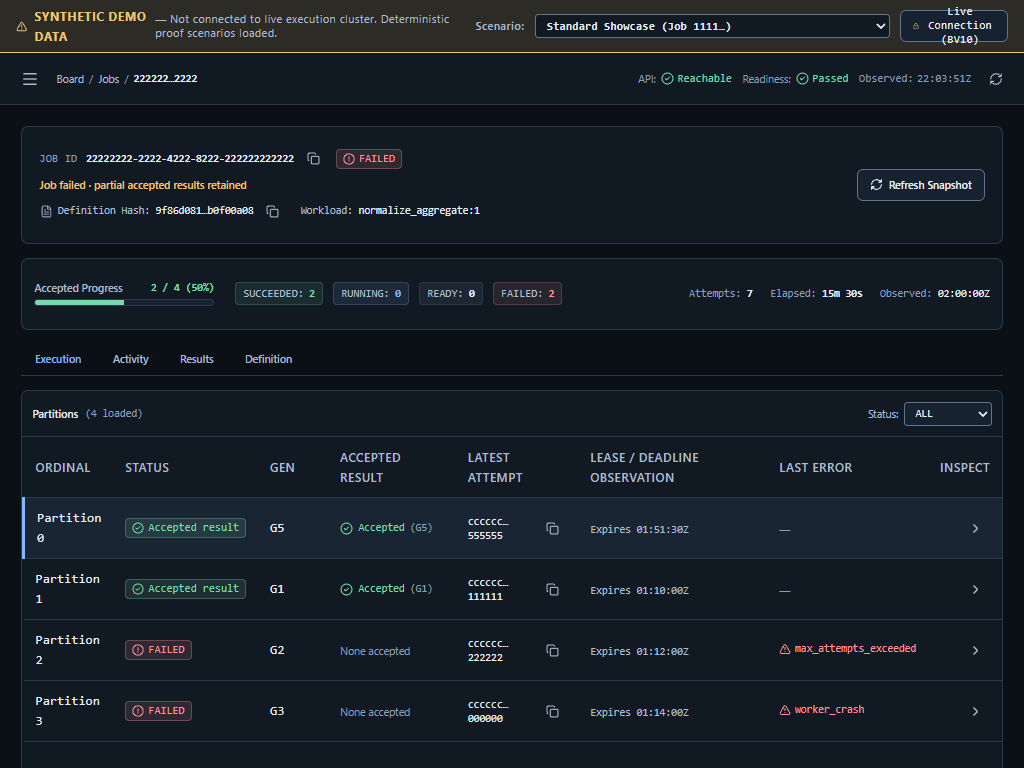 SYNTHETIC DEMO DATA — Not connected to live execution cluster. Deterministic proof scenarios loaded.
Scenario: Standard Showcase (Job 1111…)
Live Connection (BV10)
Board / Jobs / 222222…2222
API: Reachable Readiness: Passed Observed: 22:03:51Z
JOB ID 22222222-2222-4222-8222-222222222222 FAILED
Job failed · partial accepted results retained
Refresh Snapshot
Definition Hash: 9f86d081…b0f00a08 Workload: normalize_aggregate:1
Accepted Progress 2 / 4 (50%)
SUCCEEDED: 2 RUNNING: 0 READY: 0 FAILED: 2
Attempts: 7 Elapsed: 15m 30s Observed: 02:00:00Z
Execution Activity Results Definition
Partitions (4 loaded)
Status: ALL
ORDINAL STATUS GEN ACCEPTED RESULT LATEST ATTEMPT LEASE / DEADLINE OBSERVATION LAST ERROR INSPECT
Partition 0 Accepted result G5 Accepted (G5) cccccc…555555 Expires 01:51:30Z —
Partition 1 Accepted result G1 Accepted (G1) cccccc…111111 Expires 01:10:00Z —
Partition 2 FAILED G2 None accepted cccccc…222222 Expires 01:12:00Z max_attempts_exceeded
Partition 3 FAILED G3 None accepted cccccc…000000 Expires 01:14:00Z worker_crash